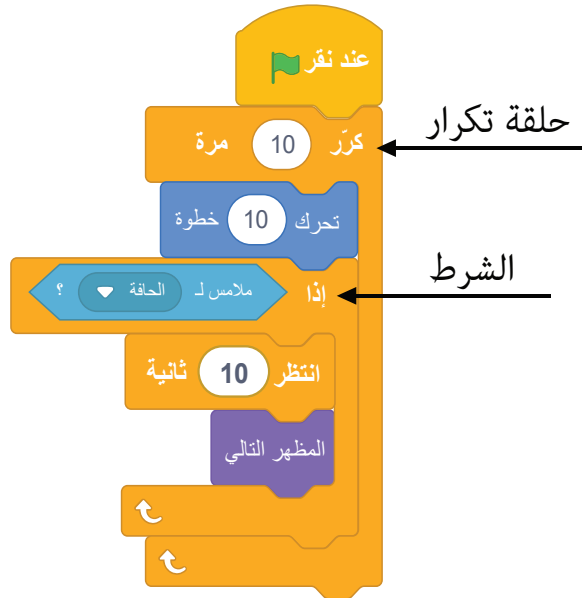 عند نقر
كرّر 10 مرة
حلقة تكرار
تحرك 10 خطوة
إذا ملامس لـ الحافة ؟
الشرط
انتظر 10 ثانية
المظهر التالي